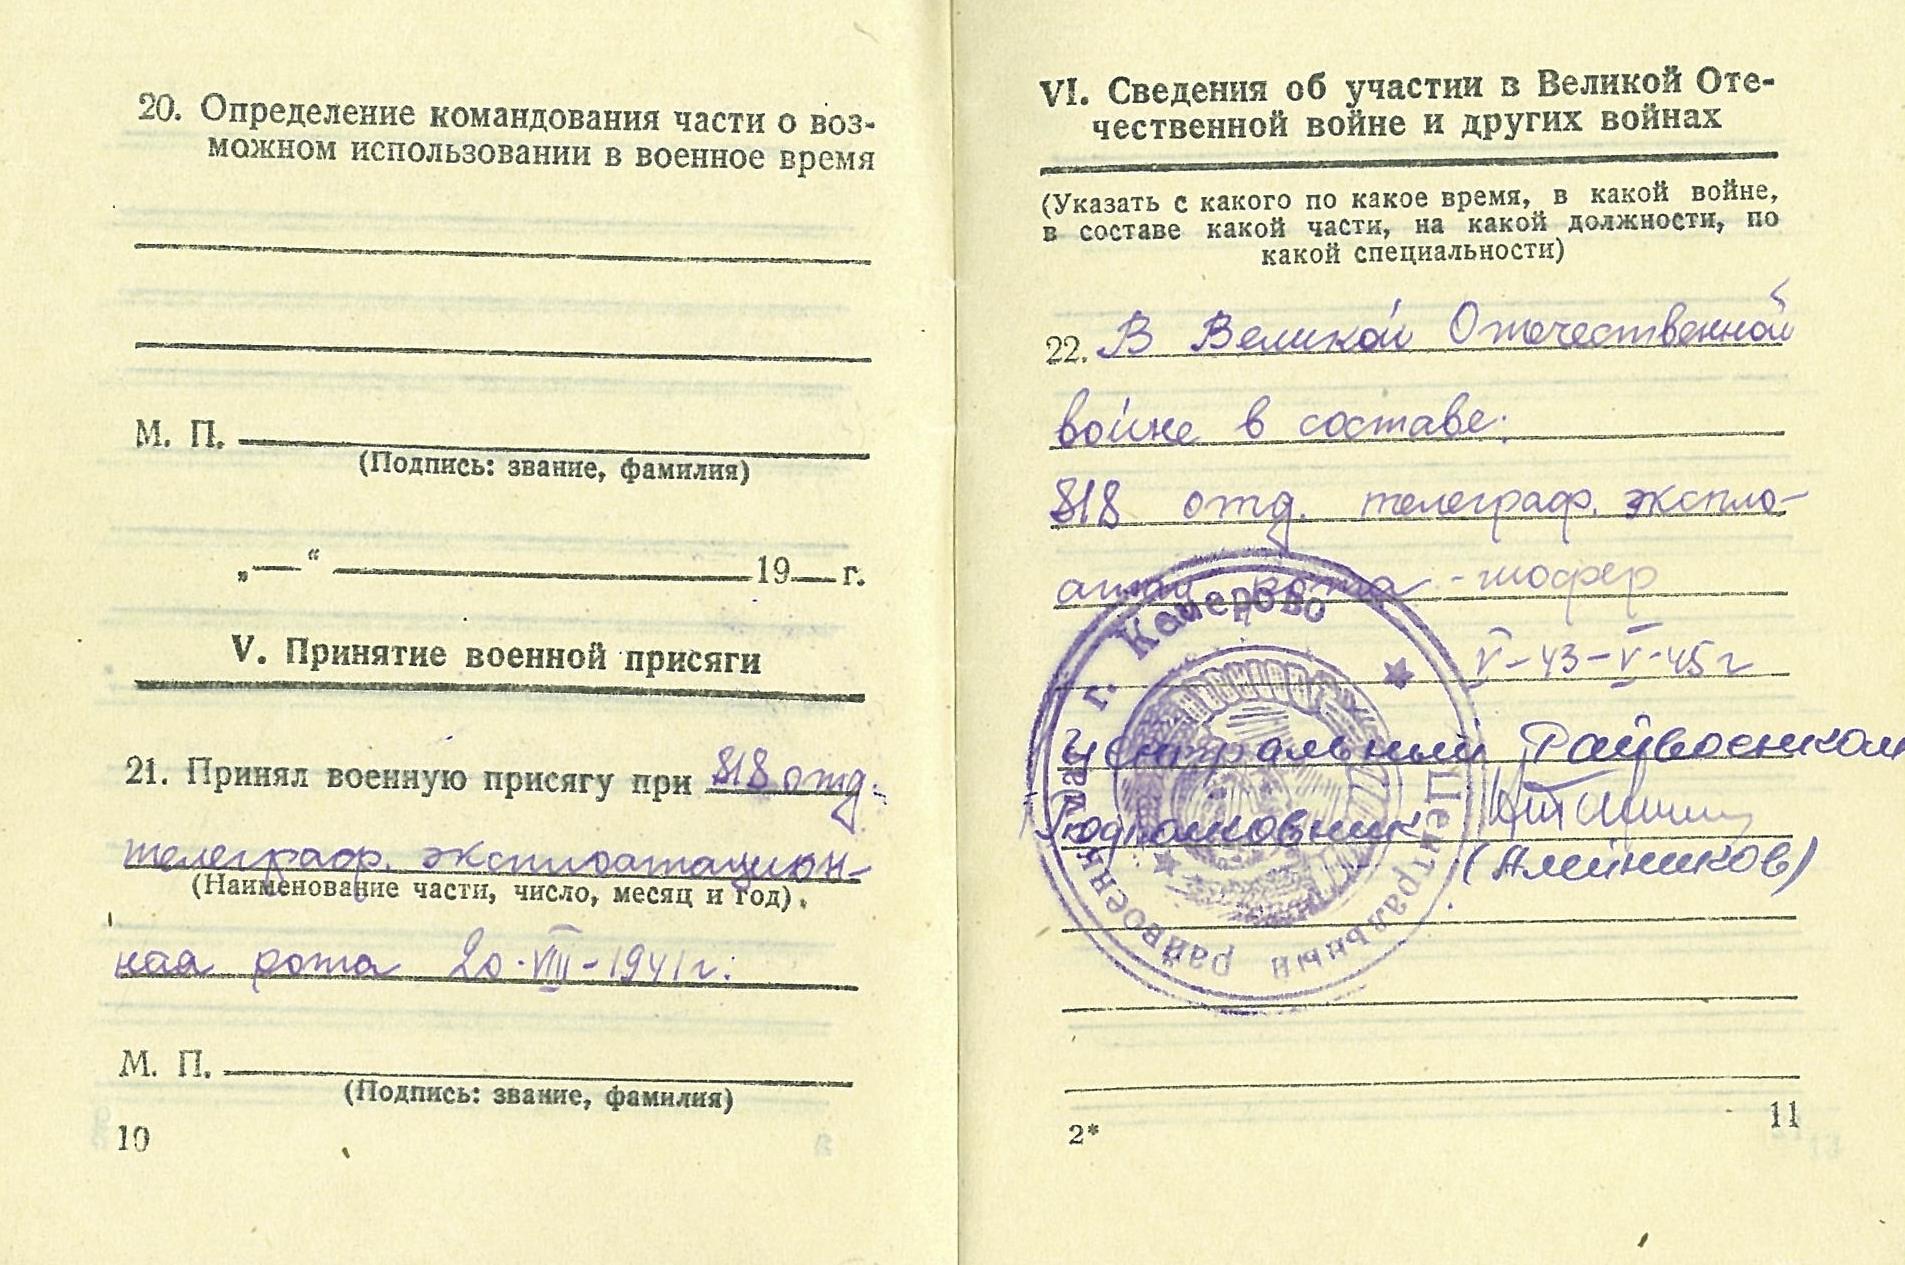 20. Определение командования части о воз-
можном использовании в военное время
М. П.
(Подпись: звание, фамилия)
„—“ 19 г.
V. Принятие военной присяги
21. Принял военную присягу при 818 отд.
телеграф. эксплоатацион-
(Наименование части, число, месяц и год).
ная рота 20·VIII-1941г.
М. П.
(Подпись: звание, фамилия)
10
VI. Сведения об участии в Великой Оте-
чественной войне и других войнах
(Указать с какого по какое время, в какой войне,
в составе какой части, на какой должности, по
какой специальности)
22. В Великой Отечественной
войне в составе:
818 отд. телеграф. экспло-
рота - шофер
V-43-V-45г
Центральный Райвоенком
Подполковник
(Алейников)
г. Кемерово
Центральный райвоенкомат
2*
11